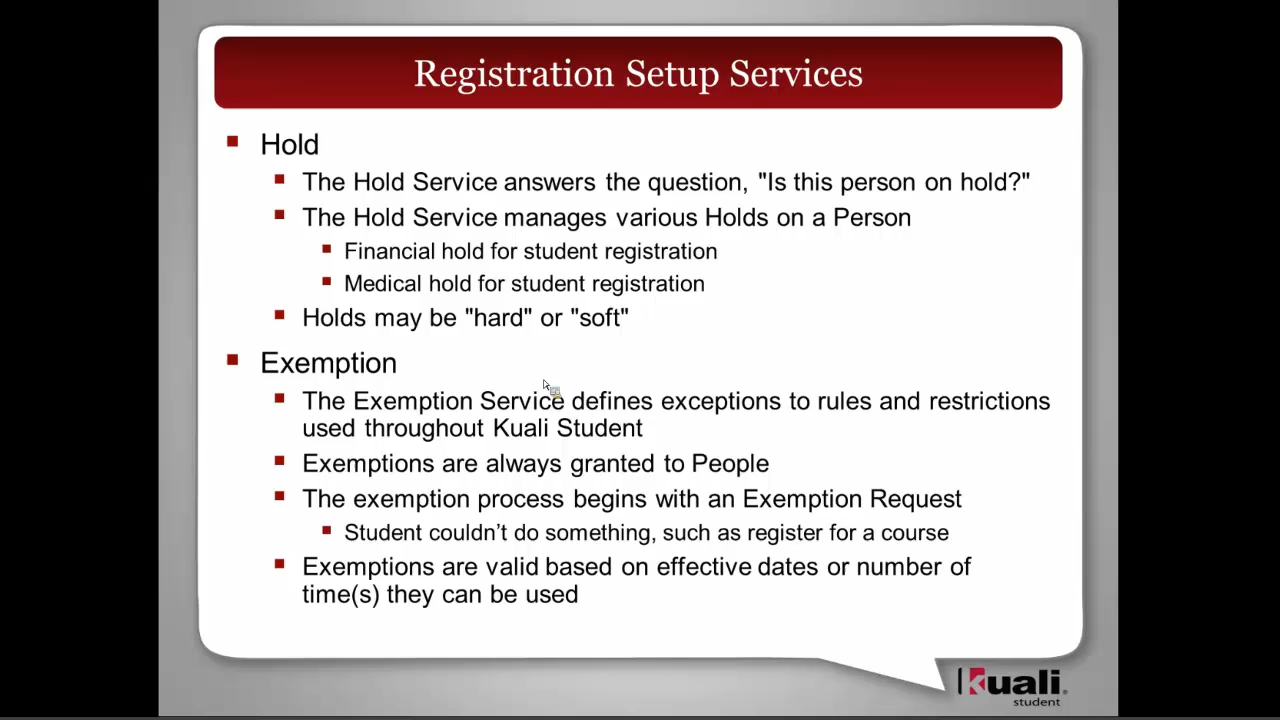 Registration Setup Services
Hold
The Hold Service answers the question, "Is this person on hold?"
The Hold Service manages various Holds on a Person
Financial hold for student registration
Medical hold for student registration
Holds may be "hard" or "soft"
Exemption
The Exemption Service defines exceptions to rules and restrictions
used throughout Kuali Student
Exemptions are always granted to People
The exemption process begins with an Exemption Request
Student couldn’t do something, such as register for a course
Exemptions are valid based on effective dates or number of
time(s) they can be used
kuali®
student